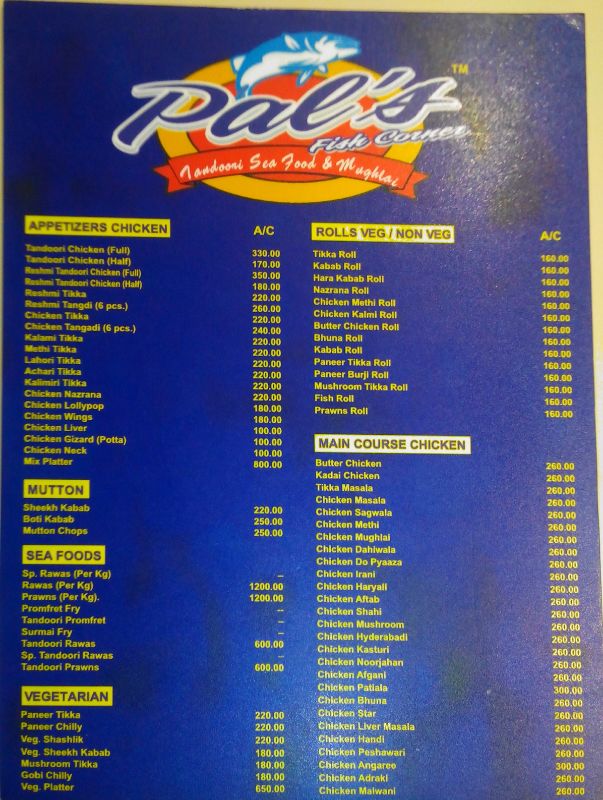 Pal's TM
Fish Corner
Tandoori Sea Food & Mughlai
APPETIZERS CHICKEN A/C
Tandoori Chicken (Full) 330.00
Tandoori Chicken (Half) 170.00
Reshmi Tandoori Chicken (Full) 350.00
Reshmi Tandoori Chicken (Half) 180.00
Reshmi Tikka 220.00
Reshmi Tangdi (6 pcs.) 260.00
Chicken Tikka 220.00
Chicken Tangadi (6 pcs) 240.00
Kalami Tikka 220.00
Methi Tikka 220.00
Lahori Tikka 220.00
Achari Tikka 220.00
Kalimiri Tikka 220.00
Chicken Nazrana 220.00
Chicken Lollypop 180.00
Chicken Wings 180.00
Chicken Liver 100.00
Chicken Gizard (Potta) 100.00
Chicken Neck 100.00
Mix Platter 800.00
MUTTON
Sheekh Kabab 220.00
Boti Kabab 250.00
Mutton Chops 250.00
SEA FOODS
Sp. Rawas (Per Kg) --
Rawas (Per Kg) 1200.00
Prawns (Per Kg). 1200.00
Promfret Fry --
Tandoori Promfret --
Surmai Fry --
Tandoori Rawas 600.00
Sp. Tandoori Rawas --
Tandoori Prawns 600.00
VEGETARIAN
Paneer Tikka 220.00
Paneer Chilly 220.00
Veg. Shashlik 220.00
Veg. Sheekh Kabab 180.00
Mushroom Tikka 180.00
Gobi Chilly 180.00
Veg. Platter 650.00
ROLLS VEG / NON VEG A/C
Tikka Roll 160.00
Kabab Roll 160.00
Hara Kabab Roll 160.00
Nazrana Roll 160.00
Chicken Methi Roll 160.00
Chicken Kalmi Roll 160.00
Butter Chicken Roll 160.00
Bhuna Roll 160.00
Kabab Roll 160.00
Paneer Tikka Roll 160.00
Paneer Burji Roll 160.00
Mushroom Tikka Roll 160.00
Fish Roll 160.00
Prawns Roll 160.00
MAIN COURSE CHICKEN
Butter Chicken 260.00
Kadai Chicken 260.00
Tikka Masala 260.00
Chicken Masala 260.00
Chicken Sagwala 260.00
Chicken Methi 260.00
Chicken Mughlai 260.00
Chicken Dahiwala 260.00
Chicken Do Pyaaza 260.00
Chicken Irani 260.00
Chicken Haryali 260.00
Chicken Aftab 260.00
Chicken Shahi 260.00
Chicken Mushroom 260.00
Chicken Hyderabadi 260.00
Chicken Kasturi 260.00
Chicken Noorjahan 260.00
Chicken Afgani 260.00
Chicken Patiala 300.00
Chicken Bhuna 260.00
Chicken Star 260.00
Chicken Liver Masala 260.00
Chicken Handi 260.00
Chicken Peshawari 260.00
Chicken Angaree 300.00
Chicken Adraki 260.00
Chicken Malwani 260.00